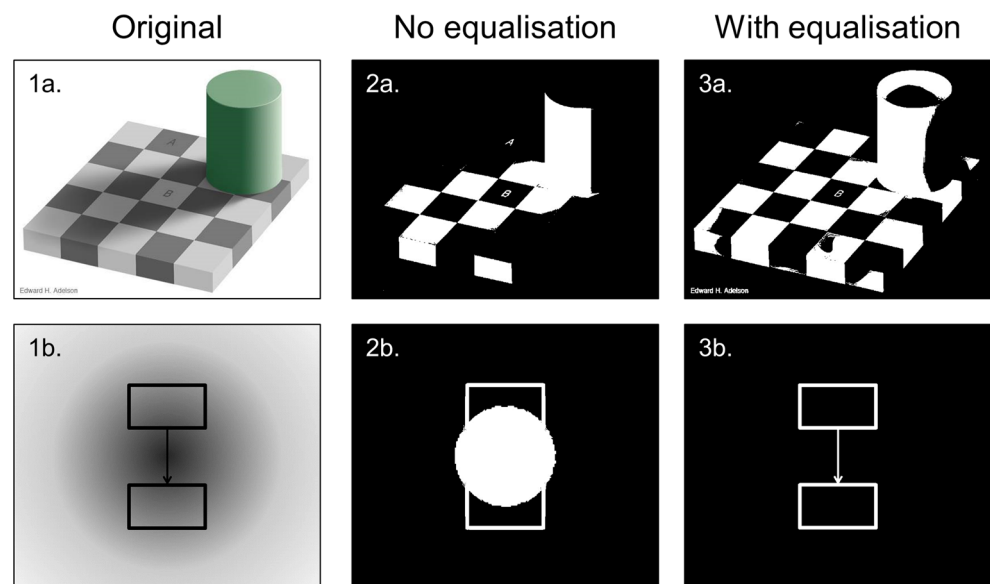 Original No equalisation With equalisation
1a. 2a. 3a.
A A
B B B
Edward H. Adelson Edward H. Adelson
1b. 2b. 3b.